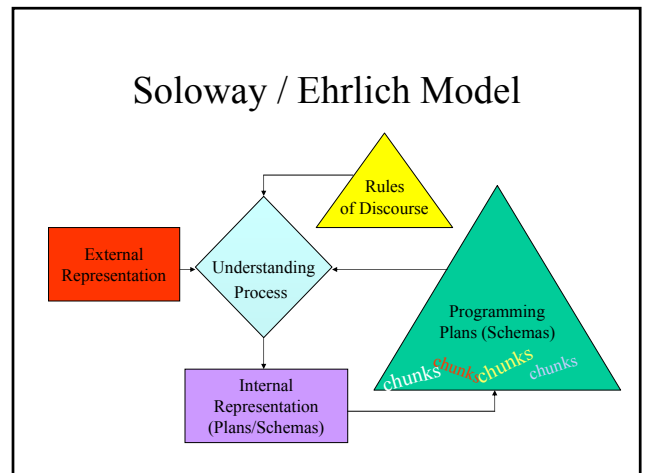 Soloway / Ehrlich Model
Rules
of Discourse
External
Representation
Understanding
Process
Programming
Plans (Schemas)
chunks chunks chunks chunks
Internal
Representation
(Plans/Schemas)